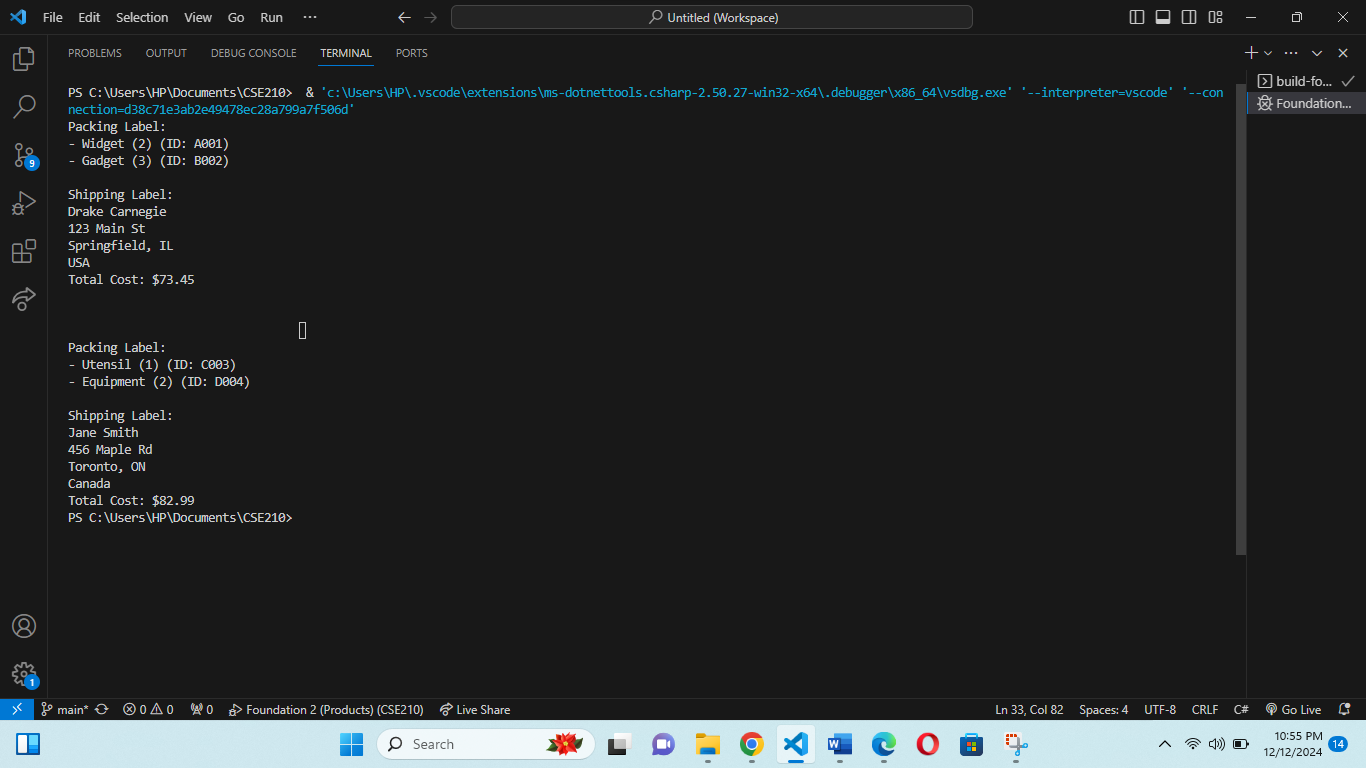 File Edit Selection View Go Run ··· Untitled (Workspace)
PROBLEMS OUTPUT DEBUG CONSOLE TERMINAL PORTS
PS C:\Users\HP\Documents\CSE210>  & 'c:\Users\HP\.vscode\extensions\ms-dotnettools.csharp-2.50.27-win32-x64\.debugger\x86_64\vsdbg.exe' '--interpreter=vscode' '--con
nection=d38c71e3ab2e49478ec28a799a7f506d'
Packing Label:
- Widget (2) (ID: A001)
- Gadget (3) (ID: B002)
Shipping Label:
Drake Carnegie
123 Main St
Springfield, IL
USA
Total Cost: $73.45
Packing Label:
- Utensil (1) (ID: C003)
- Equipment (2) (ID: D004)
Shipping Label:
Jane Smith
456 Maple Rd
Toronto, ON
Canada
Total Cost: $82.99
PS C:\Users\HP\Documents\CSE210>
build-fo...
Foundation...
9
1
main* 0 0 0 Foundation 2 (Products) (CSE210) Live Share Ln 33, Col 82 Spaces: 4 UTF-8 CRLF C# Go Live
Search
10:55 PM
12/12/2024
14